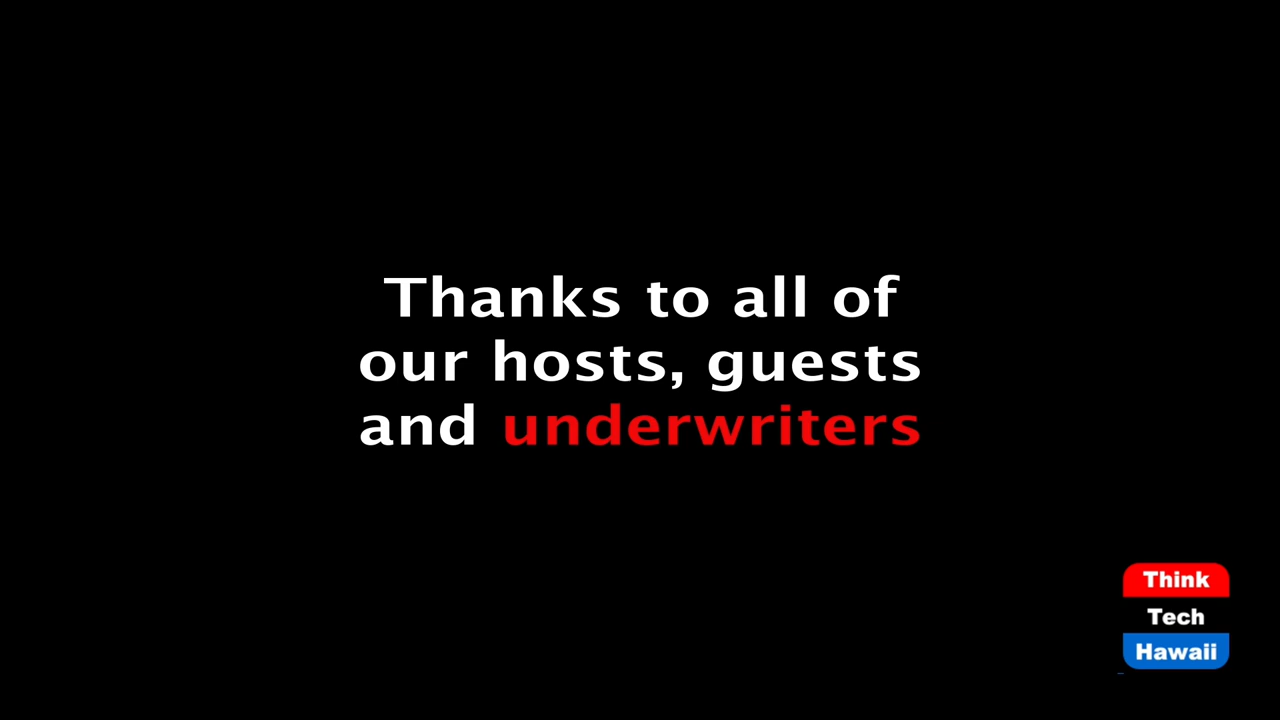 Thanks to all of
our hosts, guests
and underwriters
Think
Tech
Hawaii